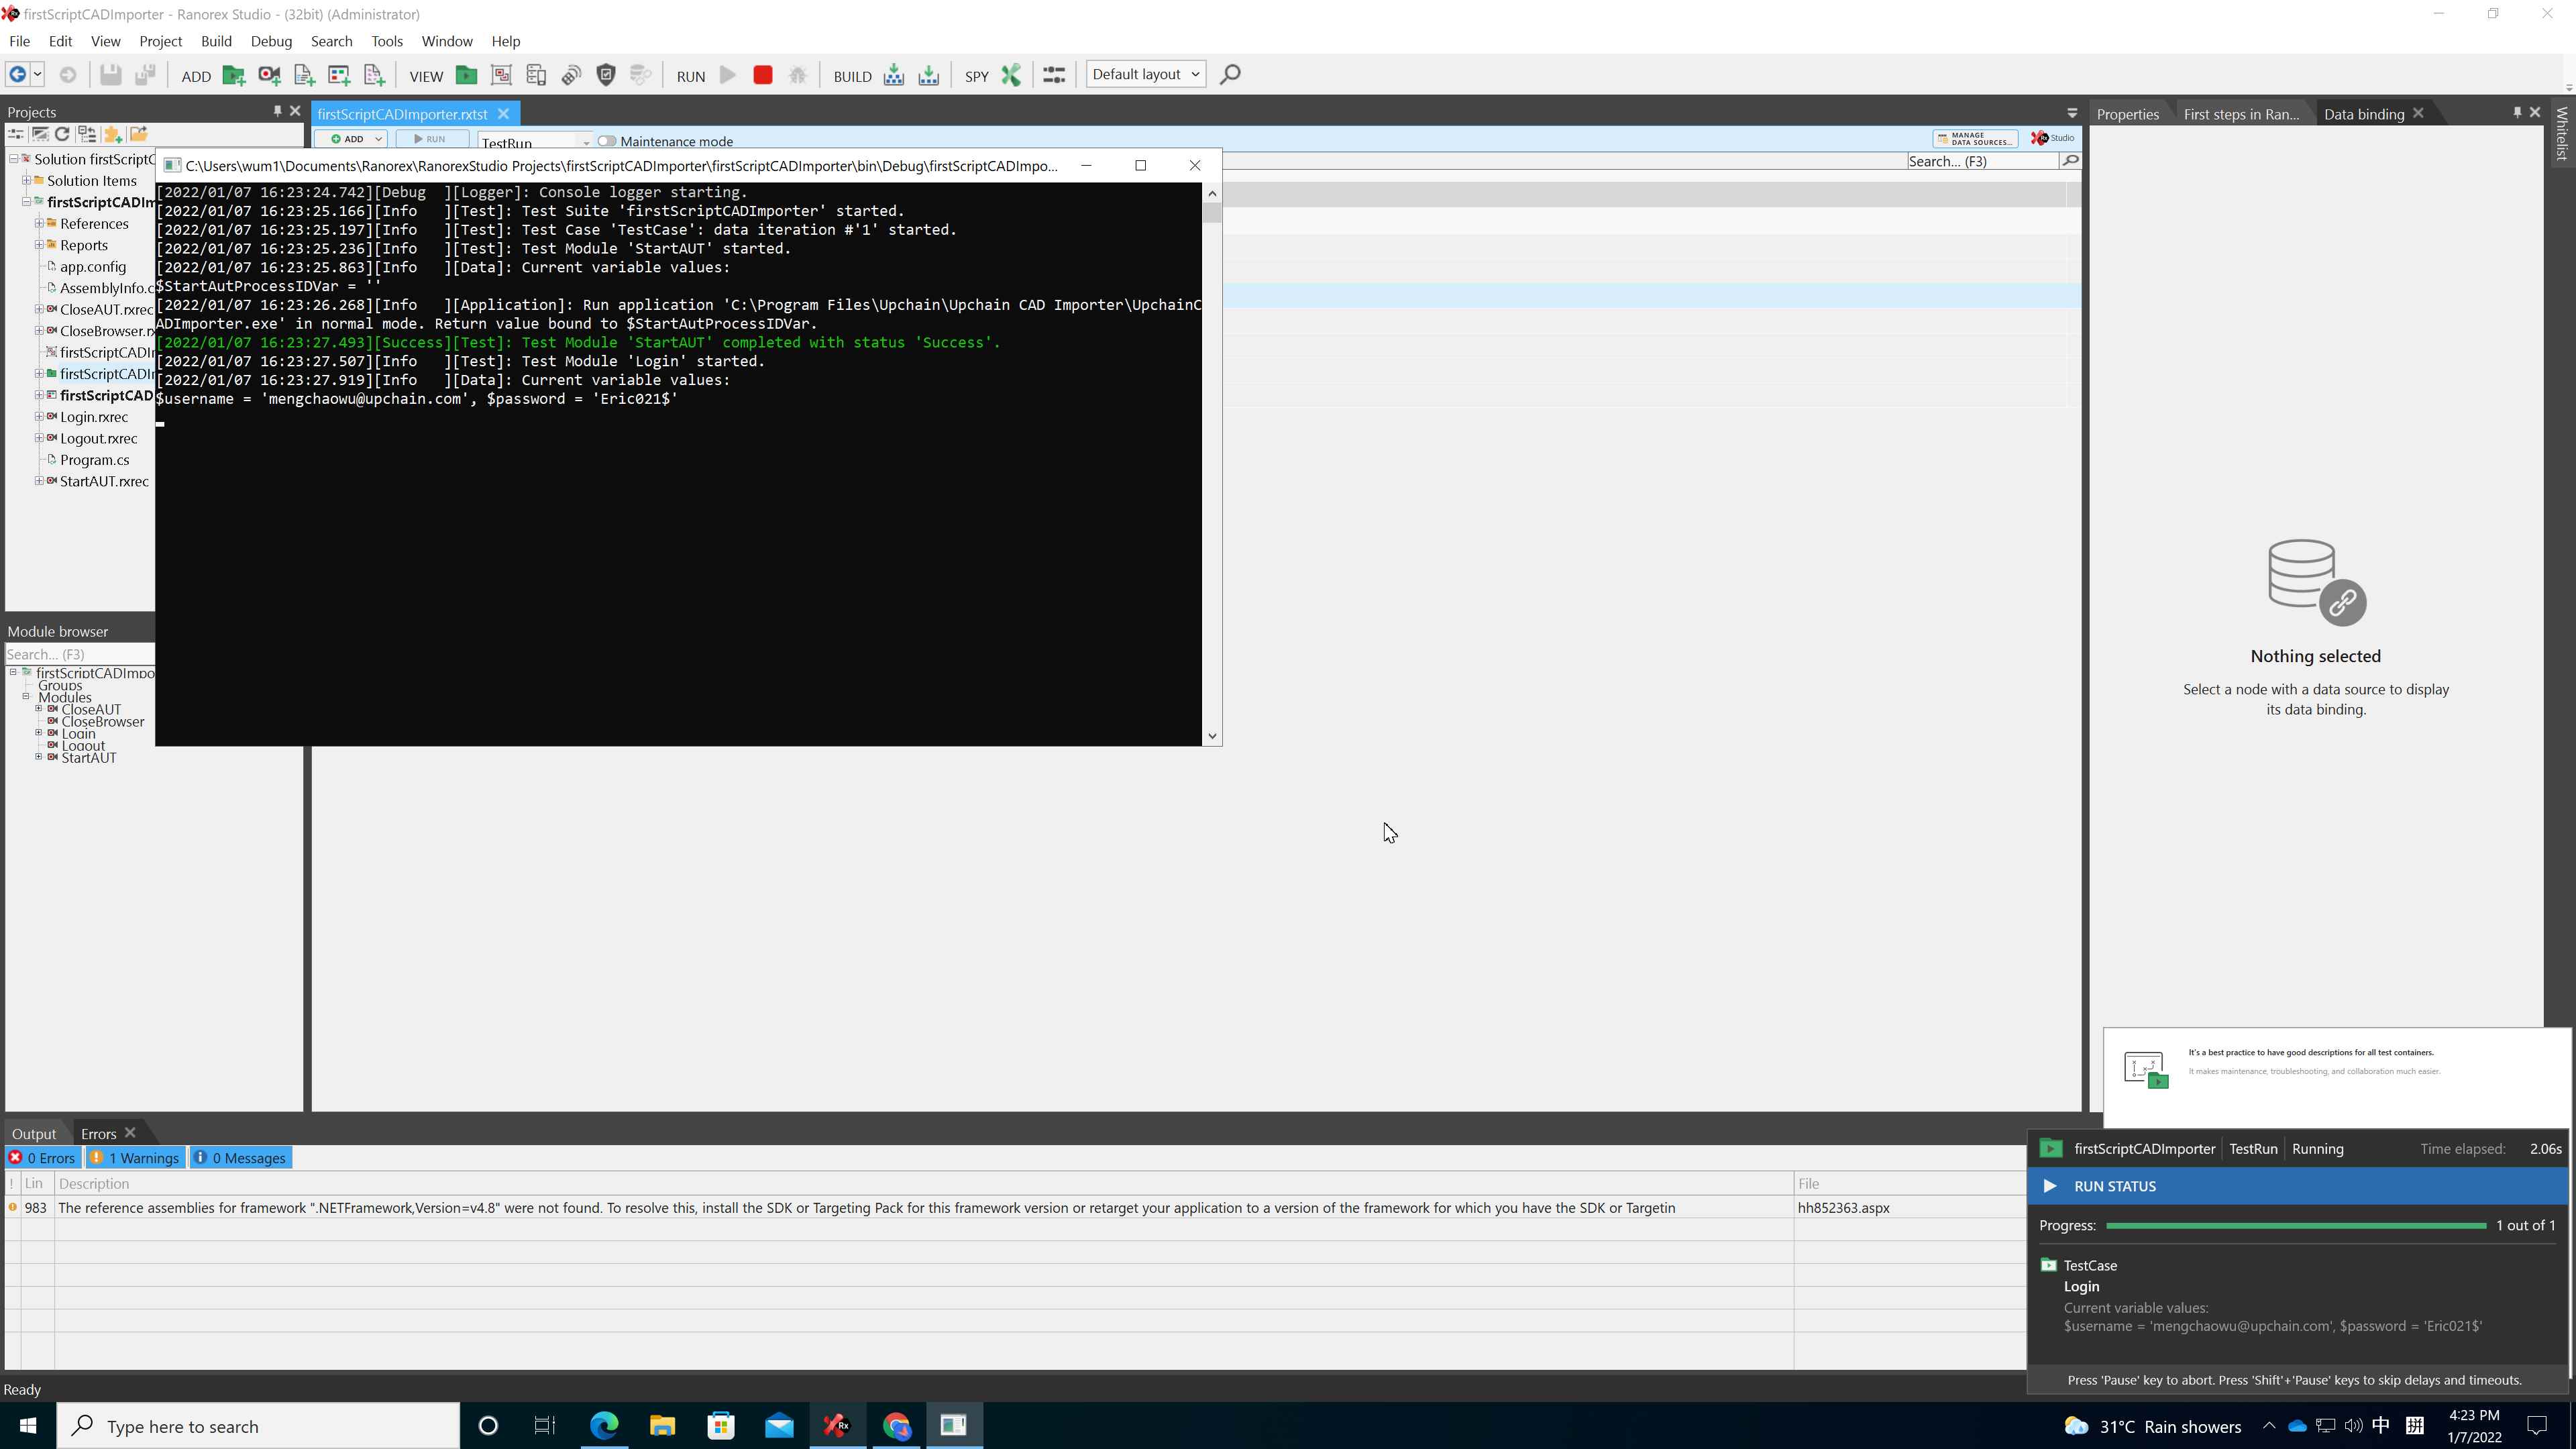 firstScriptCADImporter - Ranorex Studio - (32bit) (Administrator)
File Edit View Project Build Debug Search Tools Window Help
ADD VIEW RUN BUILD SPY Default layout
Projects
firstScriptCADImporter.rxtst
Properties
First steps in Ran...
Data binding
Whitelist
ADD
RUN
TestRun
Maintenance mode
MANAGE
DATA SOURCES...
Studio
Search... (F3)
Solution firstScriptC
Solution Items
firstScriptCADIm
References
Reports
app.config
AssemblyInfo.c
CloseAUT.rxrec
CloseBrowser.rx
firstScriptCADIm
firstScriptCADIm
firstScriptCAD
Login.rxrec
Logout.rxrec
Program.cs
StartAUT.rxrec
C:\Users\wum1\Documents\Ranorex\RanorexStudio Projects\firstScriptCADImporter\firstScriptCADImporter\bin\Debug\firstScriptCADImpo...
[2022/01/07 16:23:24.742][Debug  ][Logger]: Console logger starting.
[2022/01/07 16:23:25.166][Info   ][Test]: Test Suite 'firstScriptCADImporter' started.
[2022/01/07 16:23:25.197][Info   ][Test]: Test Case 'TestCase': data iteration #'1' started.
[2022/01/07 16:23:25.236][Info   ][Test]: Test Module 'StartAUT' started.
[2022/01/07 16:23:25.863][Info   ][Data]: Current variable values:
$StartAutProcessIDVar = ''
[2022/01/07 16:23:26.268][Info   ][Application]: Run application 'C:\Program Files\Upchain\Upchain CAD Importer\UpchainC
ADImporter.exe' in normal mode. Return value bound to $StartAutProcessIDVar.
[2022/01/07 16:23:27.493][Success][Test]: Test Module 'StartAUT' completed with status 'Success'.
[2022/01/07 16:23:27.507][Info   ][Test]: Test Module 'Login' started.
[2022/01/07 16:23:27.919][Info   ][Data]: Current variable values:
$username = 'mengchaowu@upchain.com', $password = 'Eric021$'
Module browser
Search... (F3)
firstScriptCADImpo
Groups
Modules
CloseAUT
CloseBrowser
Login
Logout
StartAUT
Nothing selected
Select a node with a data source to display
its data binding.
It's a best practice to have good descriptions for all test containers.
It makes maintenance, troubleshooting, and collaboration much easier.
Output
Errors
0 Errors
1 Warnings
0 Messages
! Lin Description File
983 The reference assemblies for framework ".NETFramework,Version=v4.8" were not found. To resolve this, install the SDK or Targeting Pack for this framework version or retarget your application to a version of the framework for which you have the SDK or Targetin hh852363.aspx
firstScriptCADImporter TestRun Running Time elapsed: 2.06s
RUN STATUS
Progress: 1 out of 1
TestCase
Login
Current variable values:
$username = 'mengchaowu@upchain.com', $password = 'Eric021$'
Press 'Pause' key to abort. Press 'Shift'+'Pause' keys to skip delays and timeouts.
Ready
Type here to search
Rx
31°C Rain showers
中
拼
4:23 PM
1/7/2022